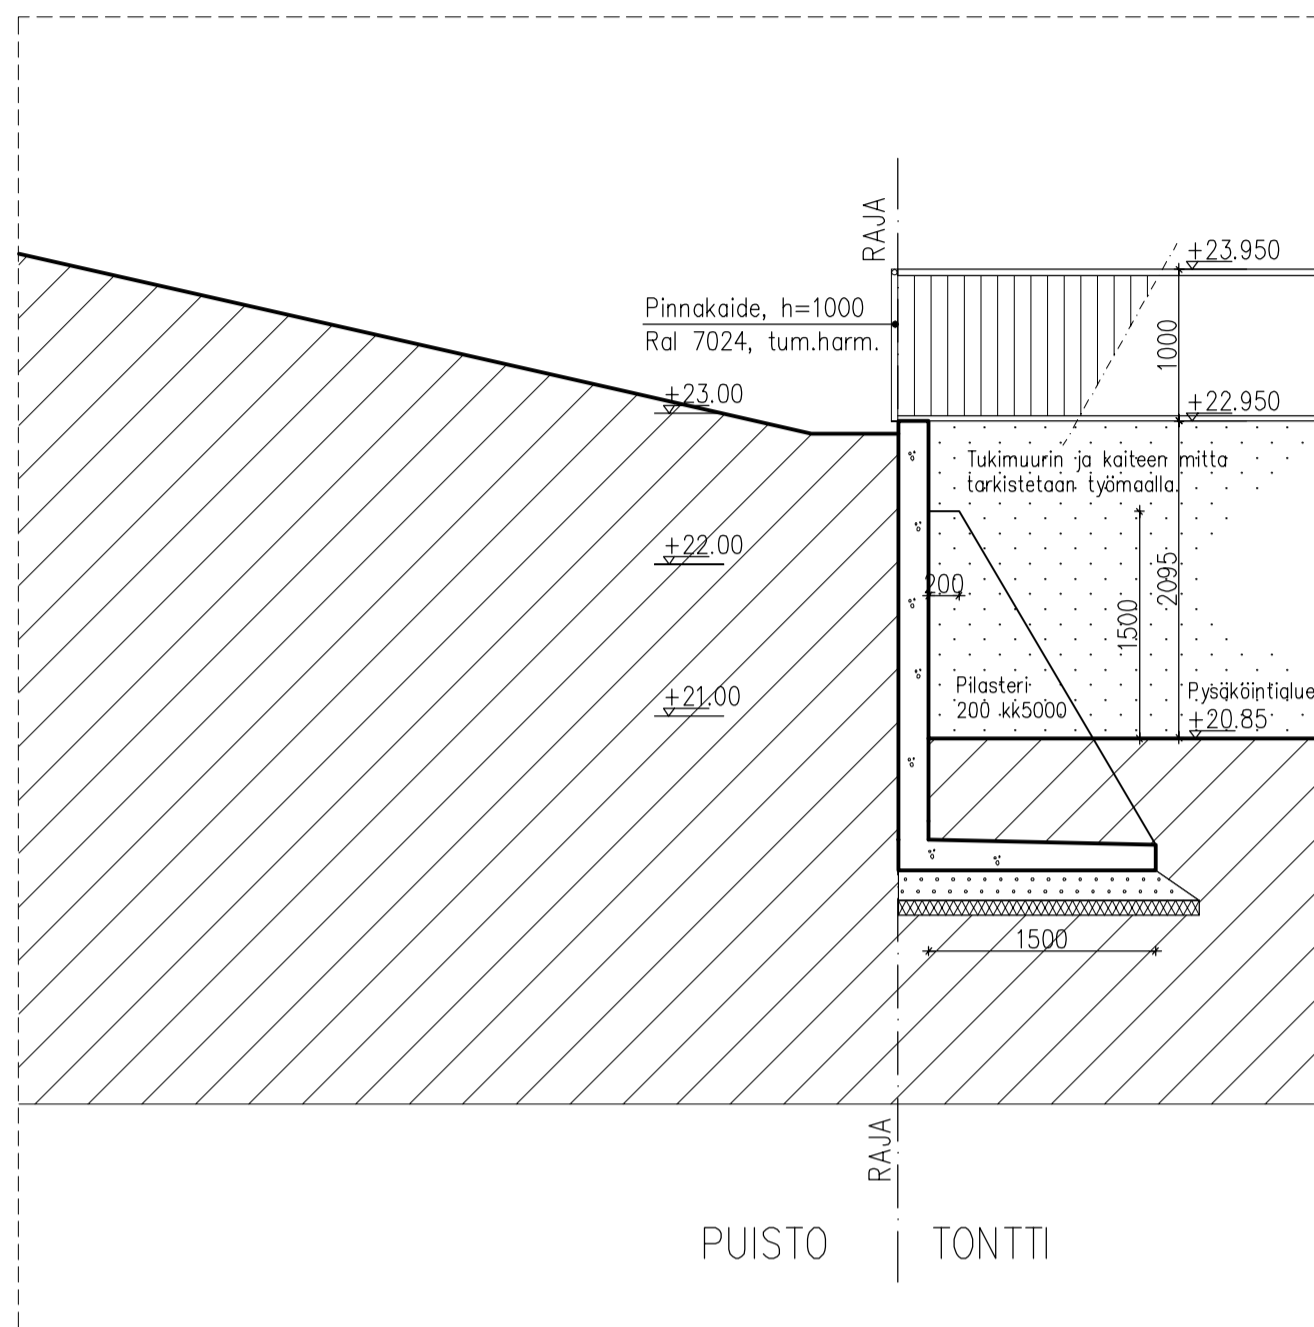 RAJA
+23.950
Pinnakaide, h=1000
Ral 7024, tum.harm.
1000
+23.00
+22.950
Tukimuurin ja kaiteen mitta
tarkistetaan työmaalla.
+22.00
200
1500
2095
+21.00
Pilasteri
200 kk5000
Pysäköintialue
+20.85
1500
RAJA
PUISTO
TONTTI